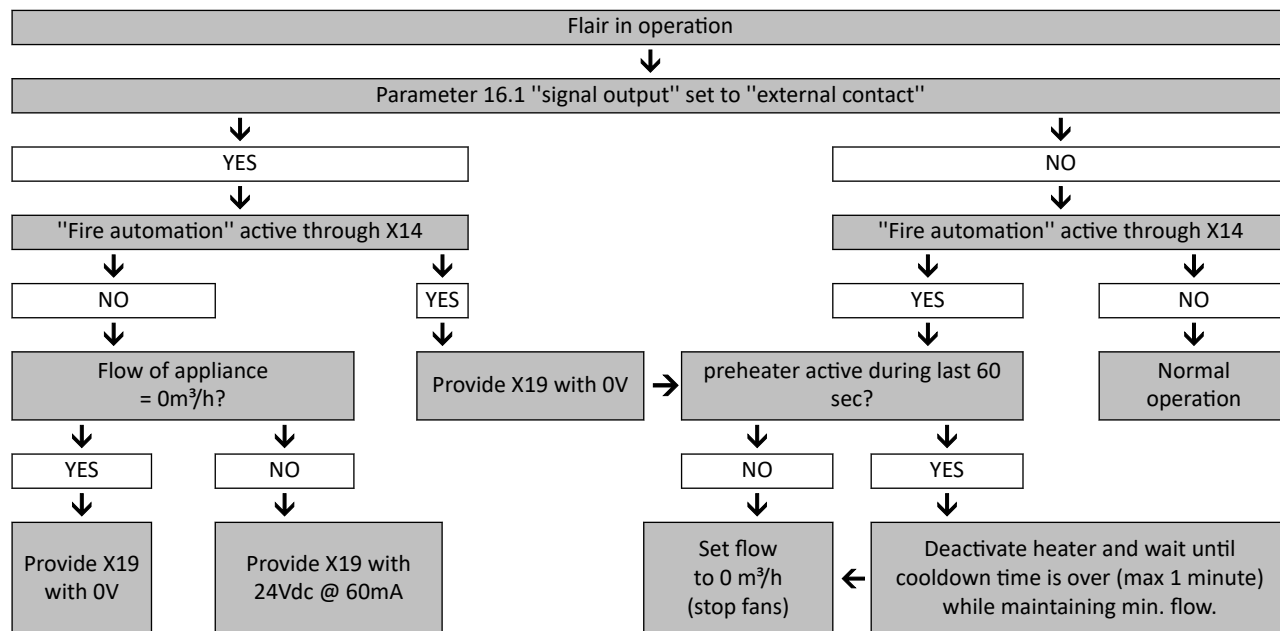 Flair in operation
Parameter 16.1 "signal output" set to "external contact"
YES
NO
"Fire automation" active through X14
"Fire automation" active through X14
NO
YES
YES
NO
Flow of appliance
= 0m³/h?
Provide X19 with 0V
preheater active during last 60
sec?
Normal
operation
YES
NO
NO
YES
Provide X19
with 0V
Provide X19 with
24Vdc @ 60mA
Set flow
to 0 m³/h
(stop fans)
Deactivate heater and wait until
cooldown time is over (max 1 minute)
while maintaining min. flow.